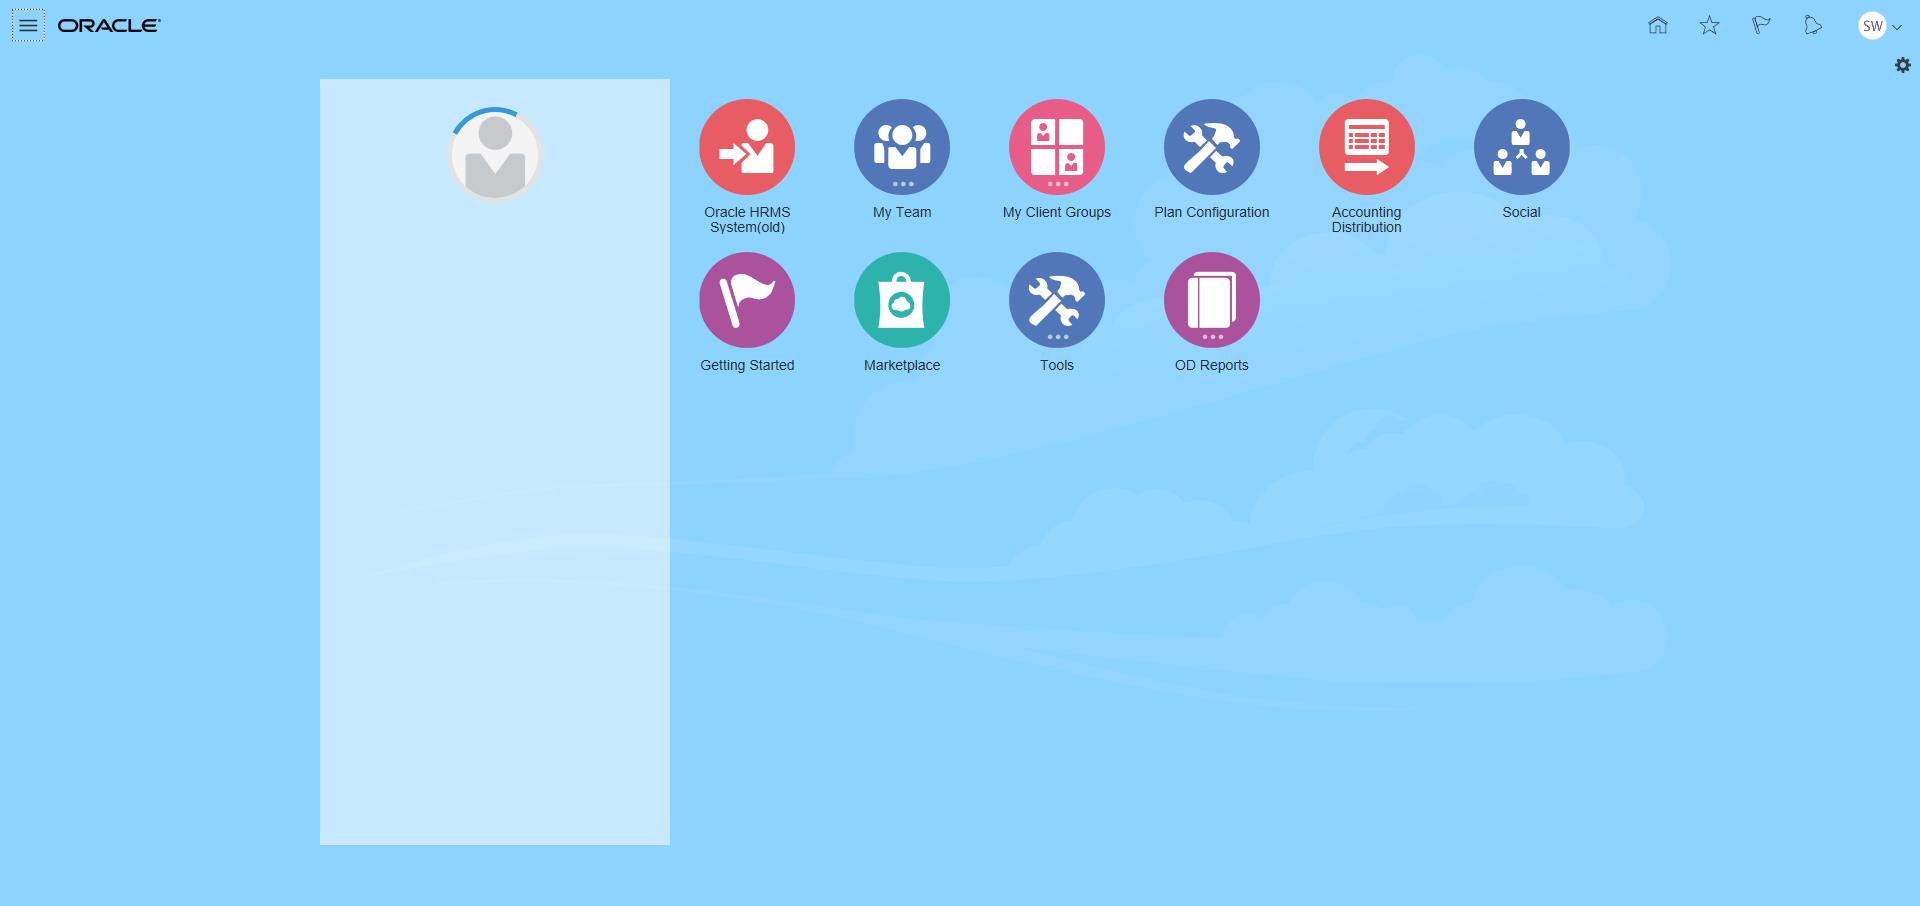 ORACLE
SW
Oracle HRMS
System(old)
My Team
My Client Groups
Plan Configuration
Accounting
Distribution
Social
Getting Started
Marketplace
Tools
OD Reports